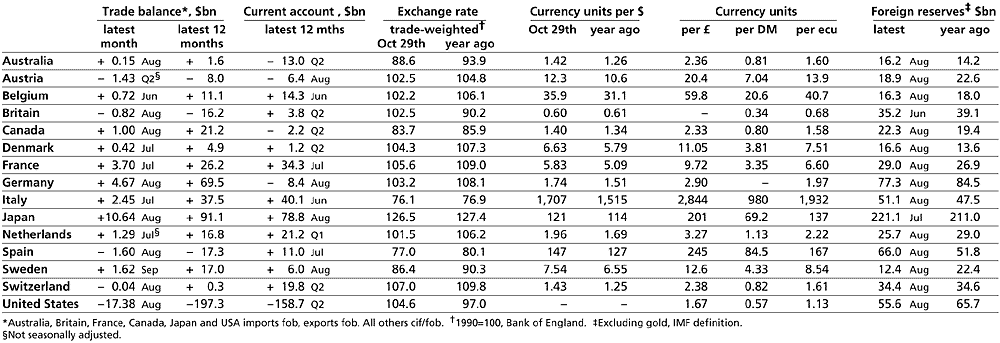 Trade balance*, $bn Current account , $bn Exchange rate Currency units per $ Currency units Foreign reserves‡ $bn
latest latest 12 latest 12 mths trade-weighted† Oct 29th year ago per £ per DM per ecu latest year ago
month months Oct 29th year ago
Australia + 0.15 Aug + 1.6 − 13.0 Q2 88.6 93.9 1.42 1.26 2.36 0.81 1.60 16.2 Aug 14.2
Austria − 1.43 Q2§ − 8.0 − 6.4 Aug 102.5 104.8 12.3 10.6 20.4 7.04 13.9 18.9 Aug 22.6
Belgium + 0.72 Jun + 11.1 + 14.3 Jun 102.2 106.1 35.9 31.1 59.8 20.6 40.7 16.3 Aug 18.0
Britain − 0.82 Aug − 16.2 + 3.8 Q2 102.5 90.2 0.60 0.61 – 0.34 0.68 35.2 Jun 39.1
Canada + 1.00 Aug + 21.2 − 2.2 Q2 83.7 85.9 1.40 1.34 2.33 0.80 1.58 22.3 Aug 19.4
Denmark + 0.42 Jul + 4.9 + 1.2 Q2 104.3 107.3 6.63 5.79 11.05 3.81 7.51 16.6 Aug 13.6
France + 3.70 Jul + 26.2 + 34.3 Jul 105.6 109.0 5.83 5.09 9.72 3.35 6.60 29.0 Aug 26.9
Germany + 4.67 Aug + 69.5 − 8.4 Aug 103.2 108.1 1.74 1.51 2.90 – 1.97 77.3 Aug 84.5
Italy + 2.45 Jul + 37.5 + 40.1 Jun 76.1 76.9 1,707 1,515 2,844 980 1,932 51.1 Aug 47.5
Japan +10.64 Aug + 91.1 + 78.8 Aug 126.5 127.4 121 114 201 69.2 137 221.1 Jul 211.0
Netherlands + 1.29 Jul§ + 16.8 + 21.2 Q1 101.5 106.2 1.96 1.69 3.27 1.13 2.22 25.7 Aug 29.0
Spain − 1.60 Aug − 17.3 + 11.0 Jul 77.0 80.1 147 127 245 84.5 167 66.0 Aug 51.8
Sweden + 1.62 Sep + 17.0 + 6.0 Aug 86.4 90.3 7.54 6.55 12.6 4.33 8.54 12.4 Aug 22.4
Switzerland − 0.04 Aug + 0.3 + 19.8 Q2 107.0 109.8 1.43 1.25 2.38 0.82 1.61 34.4 Aug 34.6
United States −17.38 Aug −197.3 −158.7 Q2 104.6 97.0 – – 1.67 0.57 1.13 55.6 Aug 65.7
*Australia, Britain, France, Canada, Japan and USA imports fob, exports fob. All others cif/fob. †1990=100, Bank of England. ‡Excluding gold, IMF definition.
§Not seasonally adjusted.